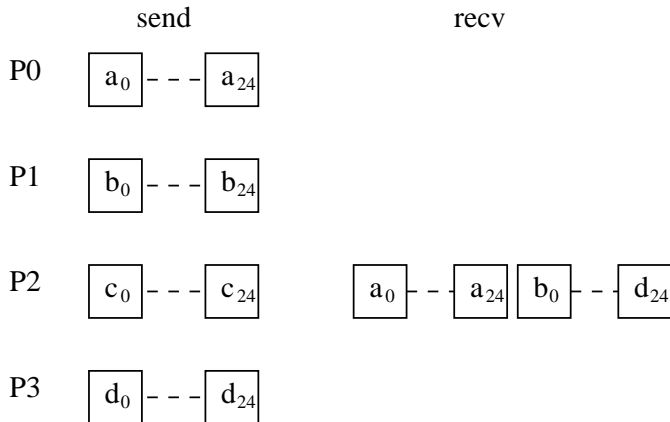 send recv
P0 a0 a24
P1 b0 b24
P2 c0 c24 a0 a24 b0 d24
P3 d0 d24